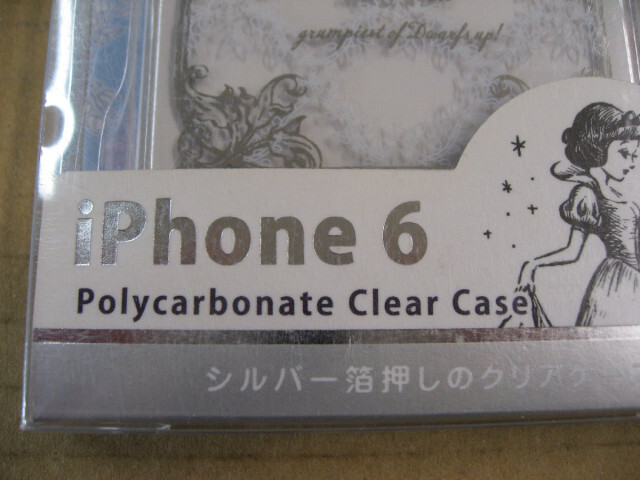 grumpiest of Dwarfs up!
iPhone 6
Polycarbonate Clear Case
シルバー箔押しのクリアケー